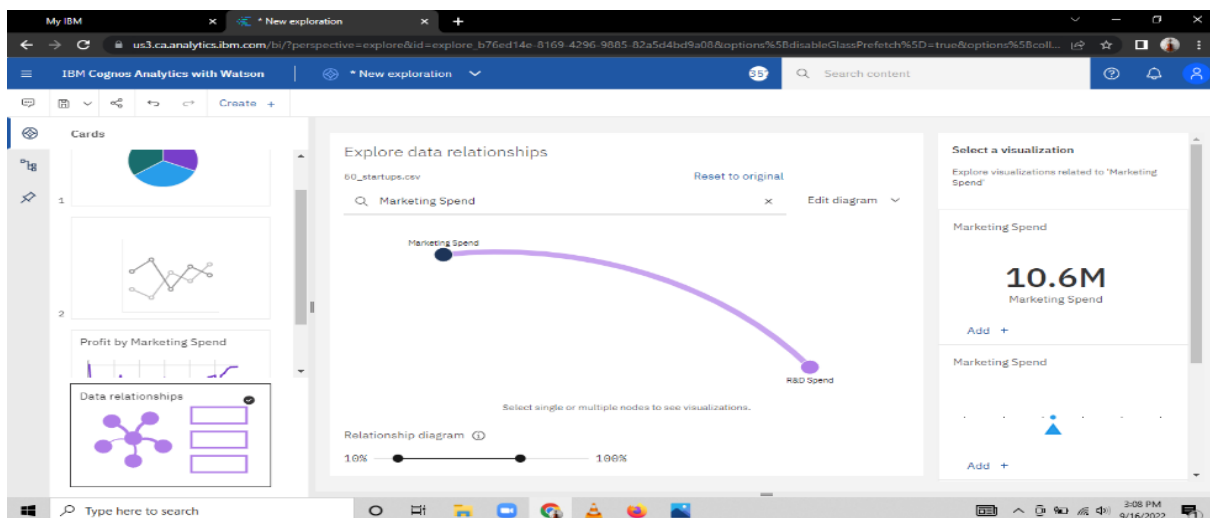 My IBM
* New exploration
us3.ca.analytics.ibm.com/bi/?perspective=explore&id=explore_b76ed14e-8169-4296-9885-82a5d4bd9a08&options%5BdisableGlassPrefetch%5D=true&options%5Bcoll...
IBM Cognos Analytics with Watson
* New exploration
Search content
Create +
Cards
1
2
Profit by Marketing Spend
Data relationships
Explore data relationships
50_startups.csv
Reset to original
Marketing Spend
Edit diagram
Marketing Spend
R&D Spend
Select single or multiple nodes to see visualizations.
Relationship diagram
10%
100%
Select a visualization
Explore visualizations related to 'Marketing
Spend'
Marketing Spend
10.6M
Marketing Spend
Add +
Marketing Spend
Add +
Type here to search
3:08 PM
9/16/2022